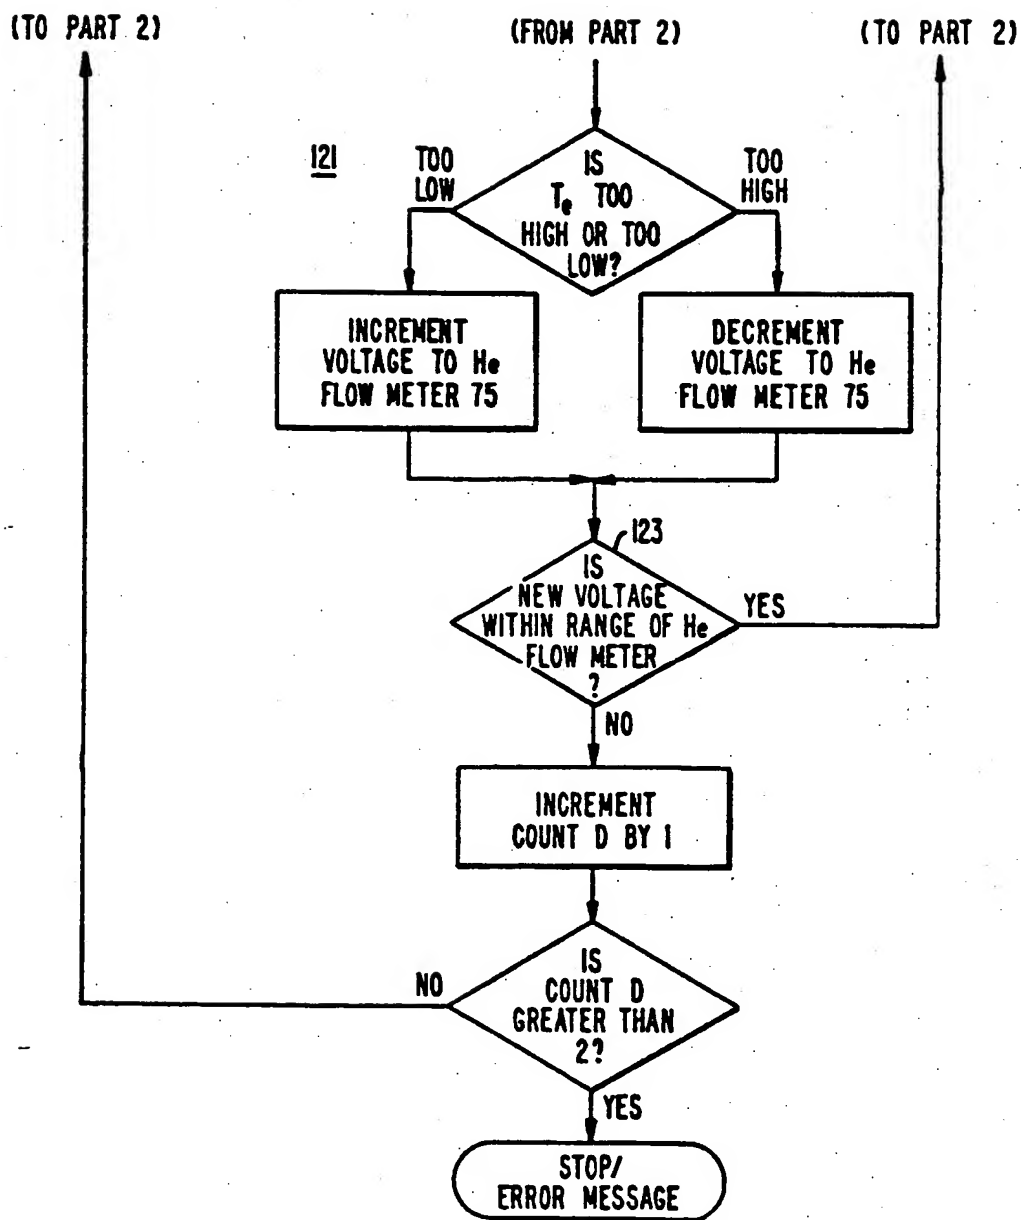 (TO PART 2)
(FROM PART 2)
(TO PART 2)
121
TOO
LOW
IS
Te TOO
HIGH OR TOO
LOW?
TOO
HIGH
INCREMENT
VOLTAGE TO He
FLOW METER 75
DECREMENT
VOLTAGE TO He
FLOW METER 75
123
IS
NEW VOLTAGE
WITHIN RANGE OF He
FLOW METER
?
YES
NO
INCREMENT
COUNT D BY 1
IS
COUNT D
GREATER THAN
2?
NO
YES
STOP/
ERROR MESSAGE